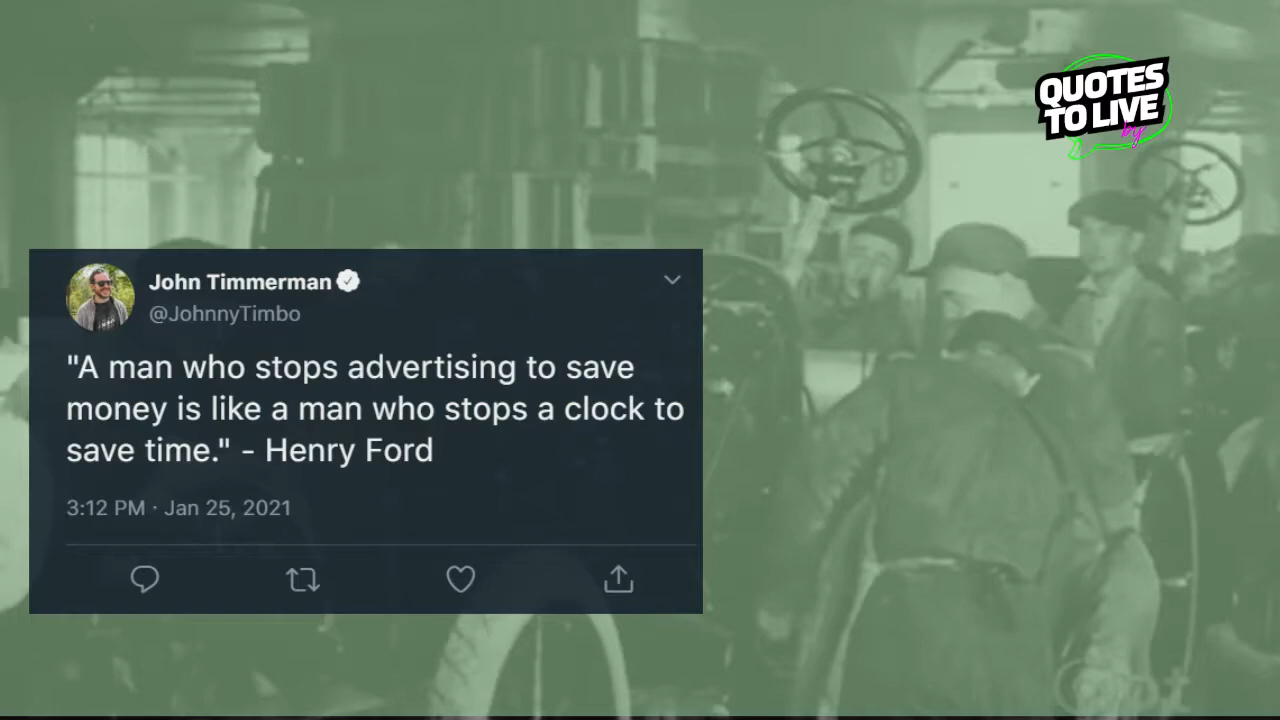 QUOTES
TO LIVE
by
John Timmerman
@JohnnyTimbo
"A man who stops advertising to save
money is like a man who stops a clock to
save time." - Henry Ford
3:12 PM · Jan 25, 2021